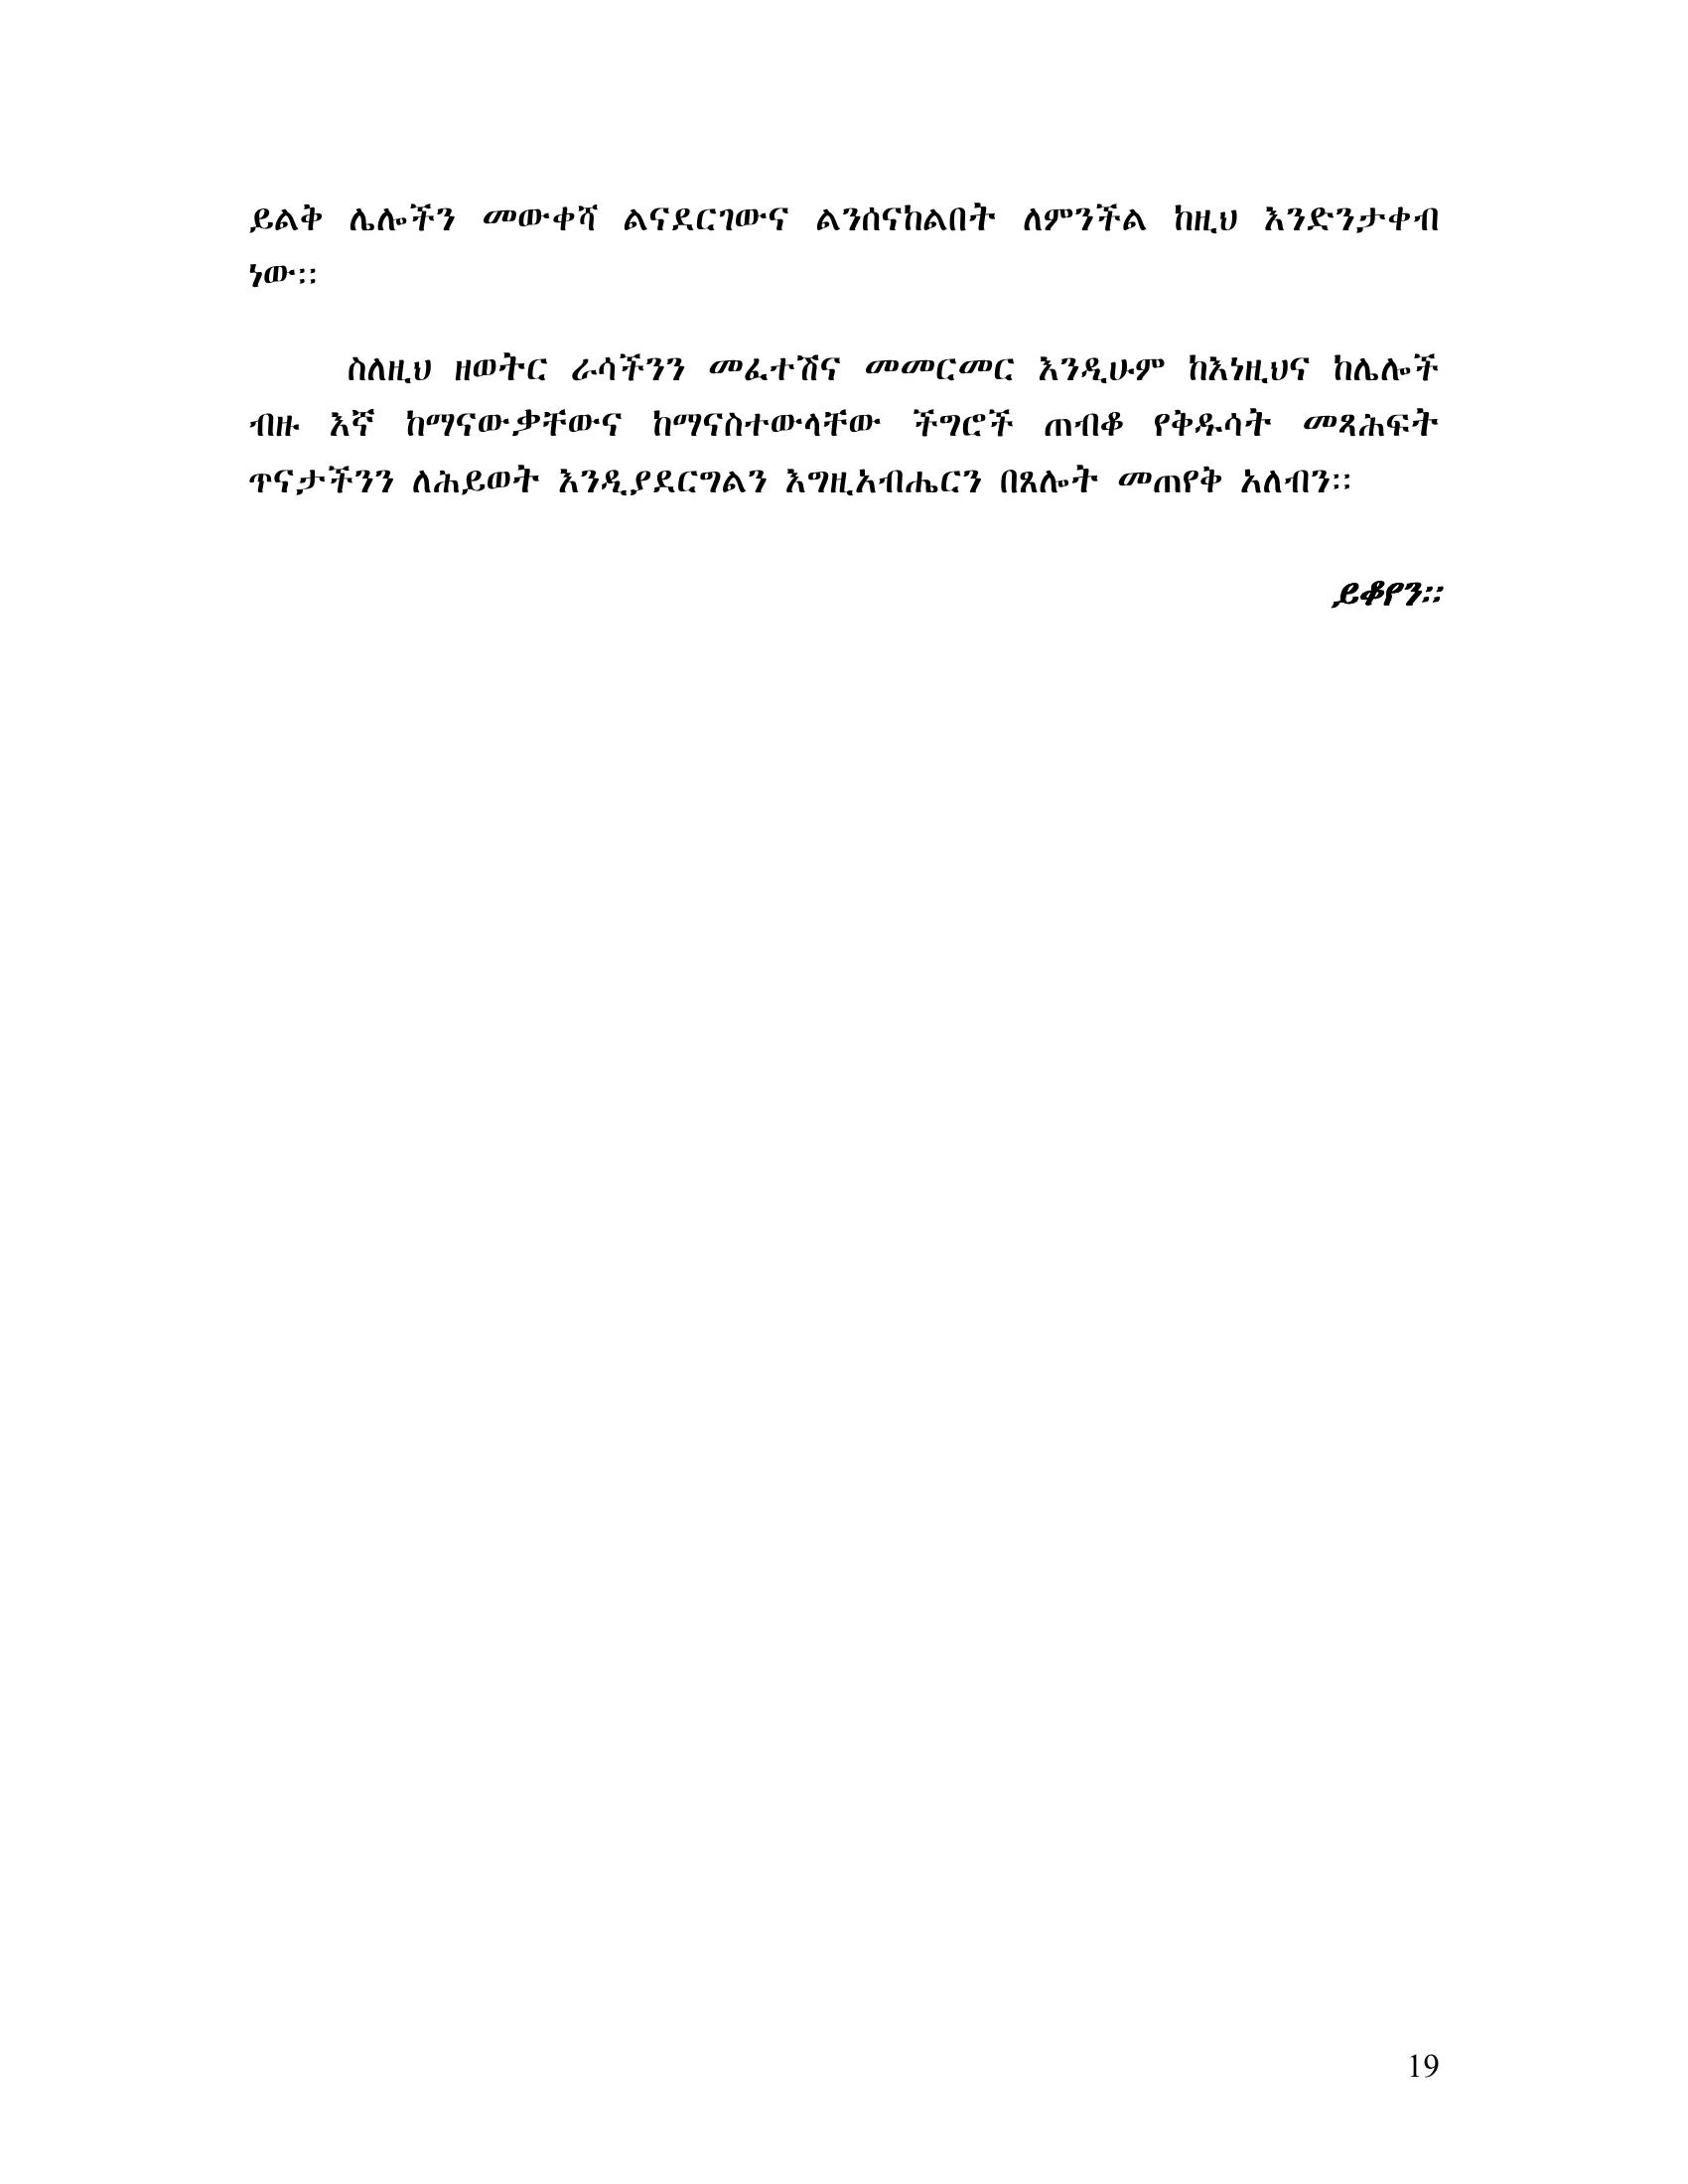 ይልቅ ሌሎችን መውቀሻ ልናደርገውና ልንሰናከልበት ለምንችል ከዚህ እንድንታቀብ
ነው፡፡
ስለዚህ ዘወትር ራሳችንን መፈተሽና መመርመር እንዲሁም ከእነዚህና ከሌሎች
ብዙ እኛ ከማናውቃቸውና ከማናስተውላቸው ችግሮች ጠብቆ የቅዱሳት መጻሕፍት
ጥናታችንን ለሕይወት እንዲያደርግልን እግዚአብሔርን በጸሎት መጠየቅ አለብን፡፡
ይቆየን፡፡
19